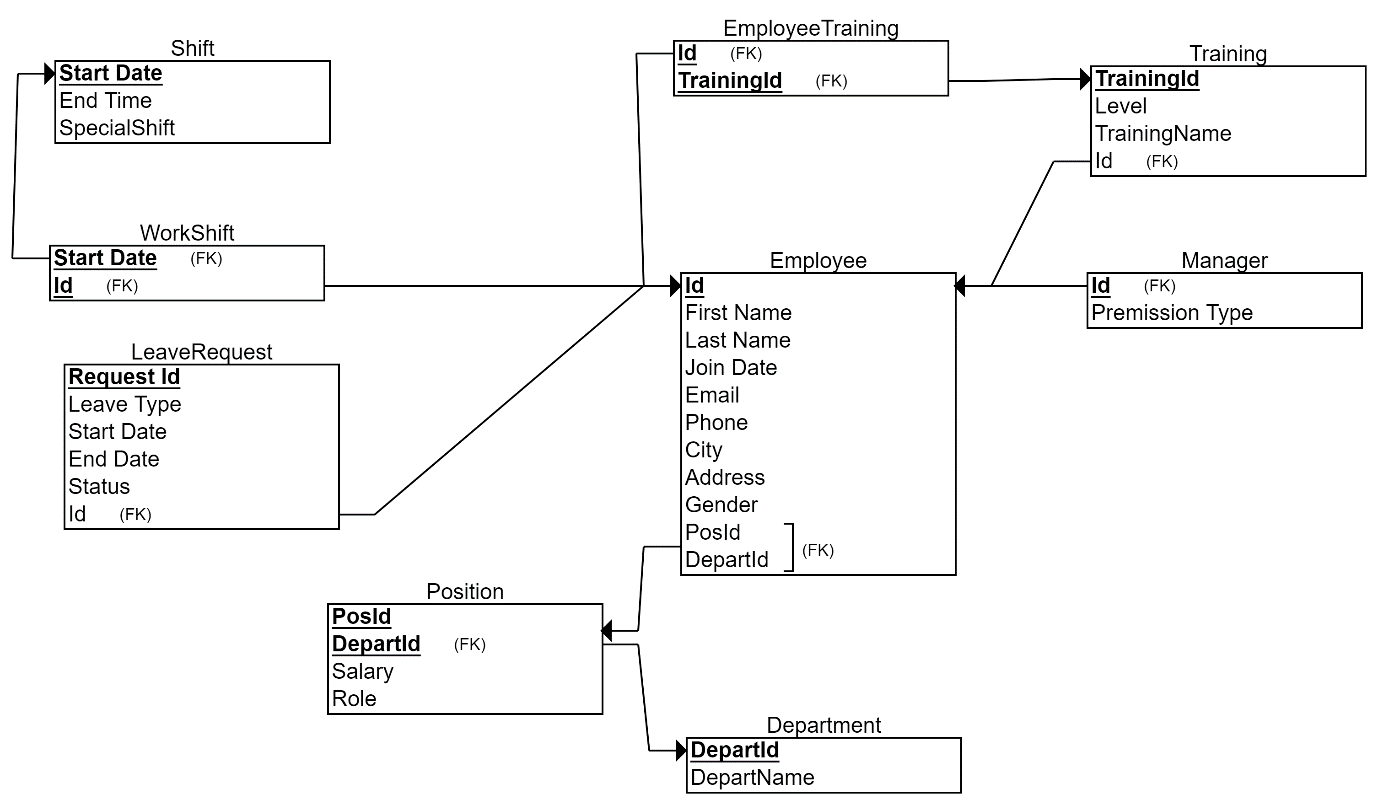 Shift
Start Date
End Time
SpecialShift
EmployeeTraining
Id (FK)
TrainingId (FK)
Training
TrainingId
Level
TrainingName
Id (FK)
WorkShift
Start Date (FK)
Id (FK)
Employee
Id
First Name
Last Name
Join Date
Email
Phone
City
Address
Gender
PosId
DepartId
(FK)
Manager
Id (FK)
Premission Type
LeaveRequest
Request Id
Leave Type
Start Date
End Date
Status
Id (FK)
Position
PosId
DepartId (FK)
Salary
Role
Department
DepartId
DepartName